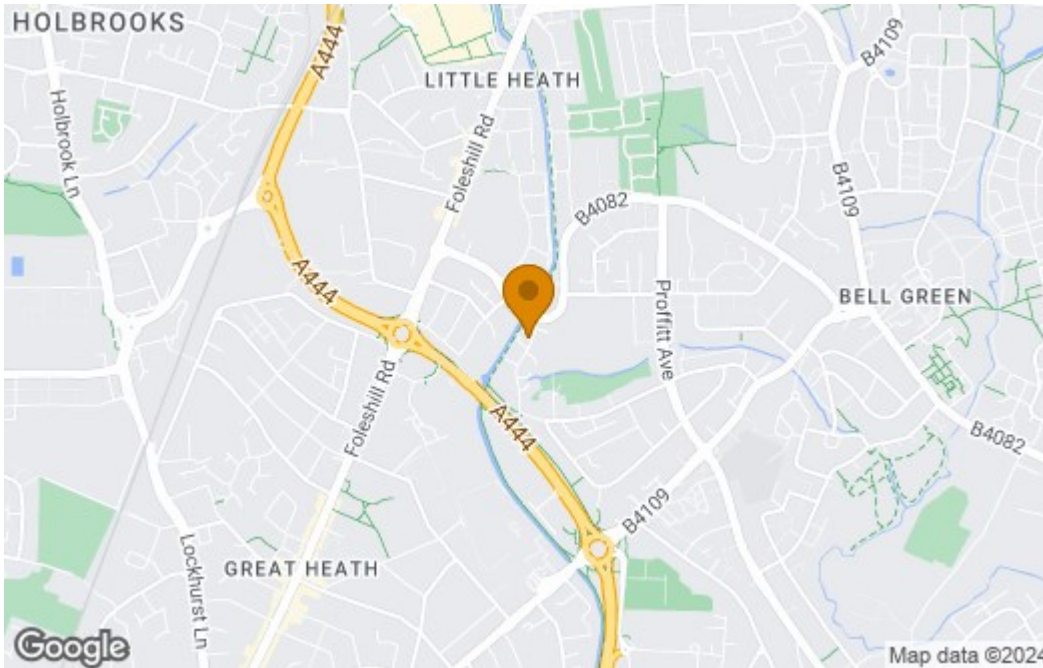 HOLBROOKS
A444
B4109
LITTLE HEATH
Holbrook Ln
Foleshill Rd
B4109
B4082
A444
Proffitt Ave
BELL GREEN
Foleshill Rd
A444
B4082
B4109
Lockhurst Ln
GREAT HEATH
Google
Map data ©2024